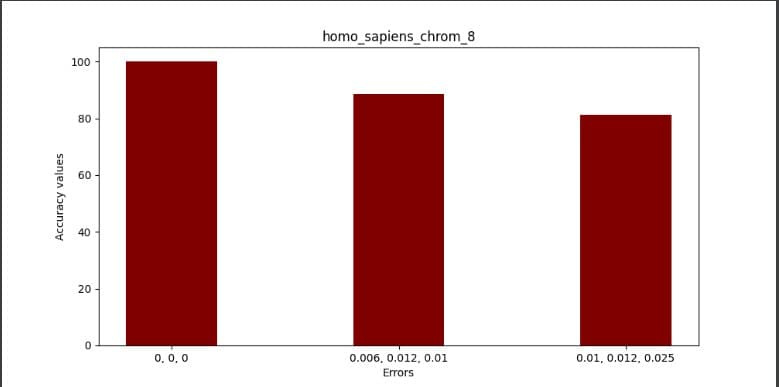 homo_sapiens_chrom_8
100
80
60
40
20
0
Accuracy values
0, 0, 0
0.006, 0.012, 0.01
0.01, 0.012, 0.025
Errors